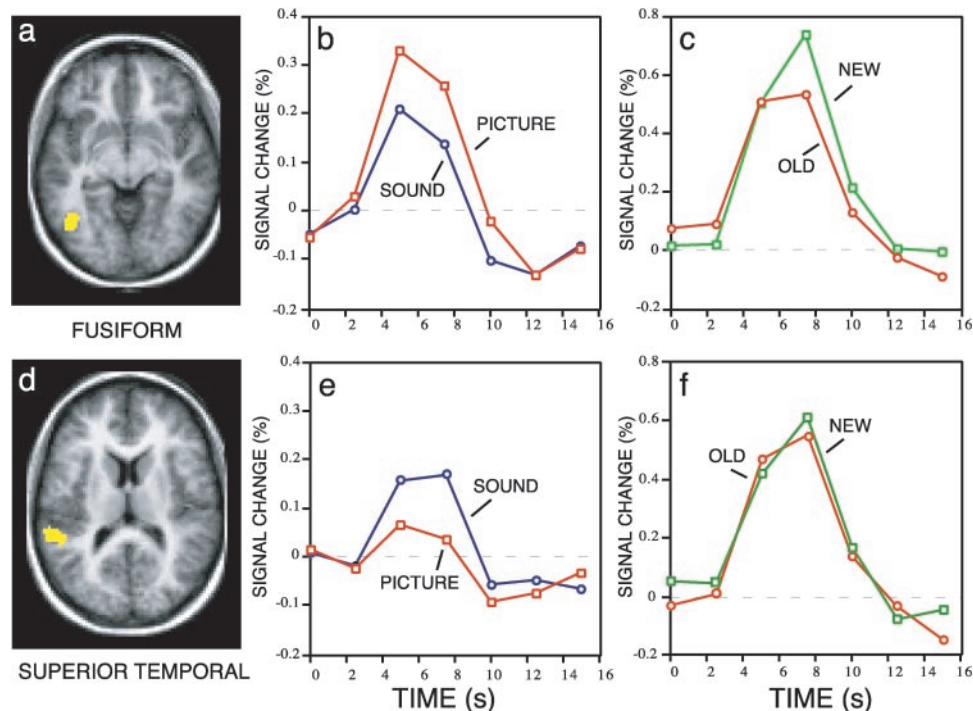 a
FUSIFORM
b
SIGNAL CHANGE (%)
0.4
0.3
0.2
0
-0.1
-0.2
PICTURE
SOUND
0 2 4 6 8 10 12 14 16
c
SIGNAL CHANGE (%)
0.8
0.6
0.4
0.2
0
-0.2
NEW
OLD
0 2 4 6 8 10 12 14 16
d
SUPERIOR TEMPORAL
e
SIGNAL CHANGE (%)
0.4
0.3
0.2
0
-0.1
-0.2
SOUND
PICTURE
0 2 4 6 8 10 12 14 16
TIME (s)
f
SIGNAL CHANGE (%)
0.8
0.6
0.4
0.2
0
-0.2
OLD
NEW
0 2 4 6 8 10 12 14 16
TIME (s)